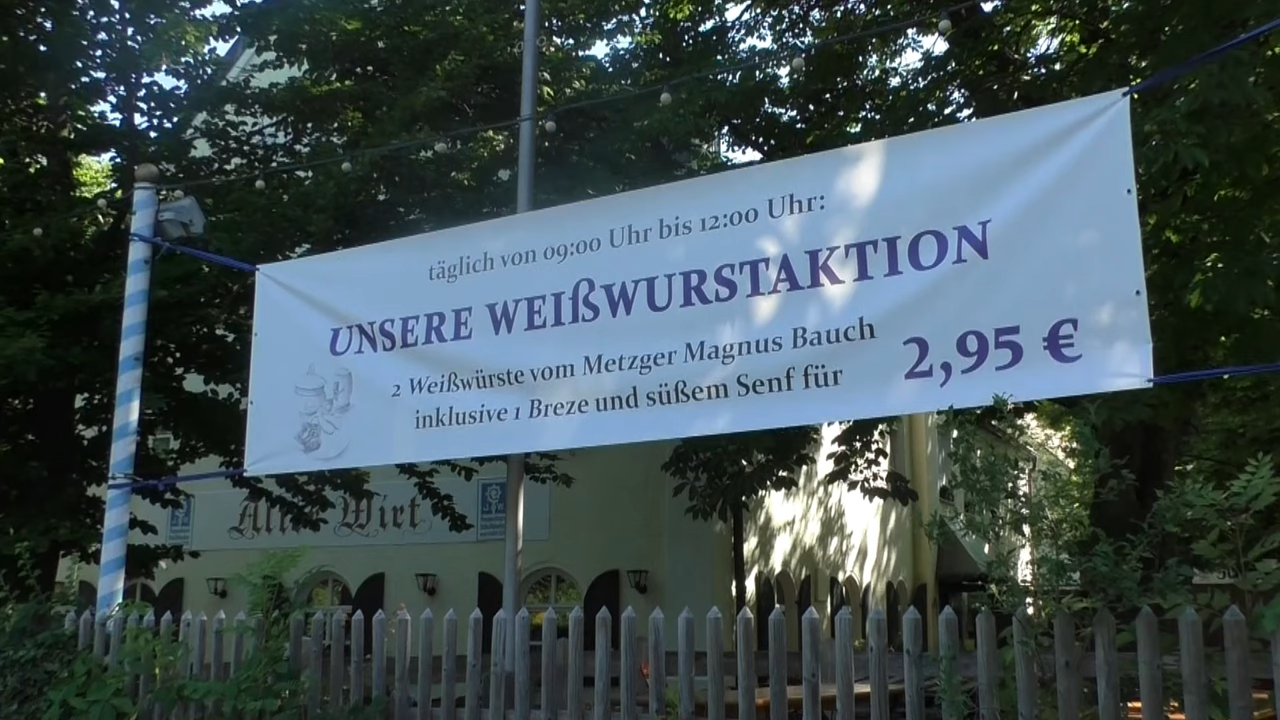 täglich von 09:00 Uhr bis 12:00 Uhr:
UNSERE WEIßWURSTAKTION
2 Weißwürste vom Metzger Magnus Bauch
inklusive 1 Breze und süßem Senf für
2,95 €
Alter Wirt